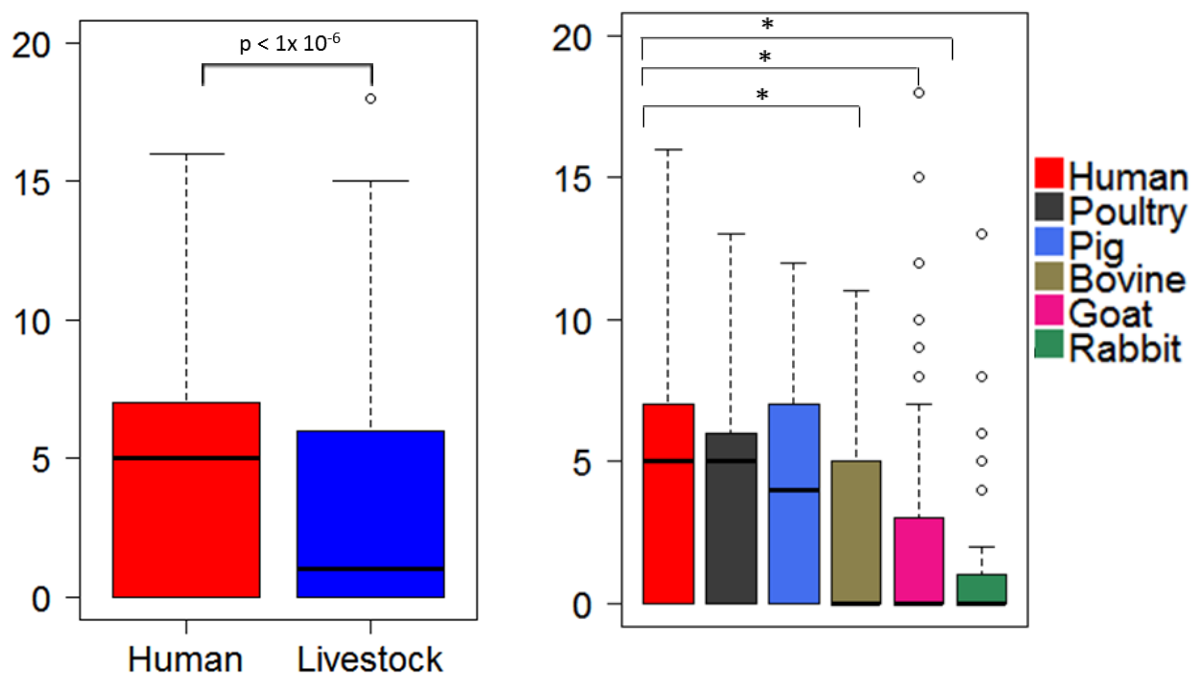 20
15
10
5
0
p < 1x 10-6
Human
Livestock
20
15
10
5
0
*
*
*
Human
Poultry
Pig
Bovine
Goat
Rabbit